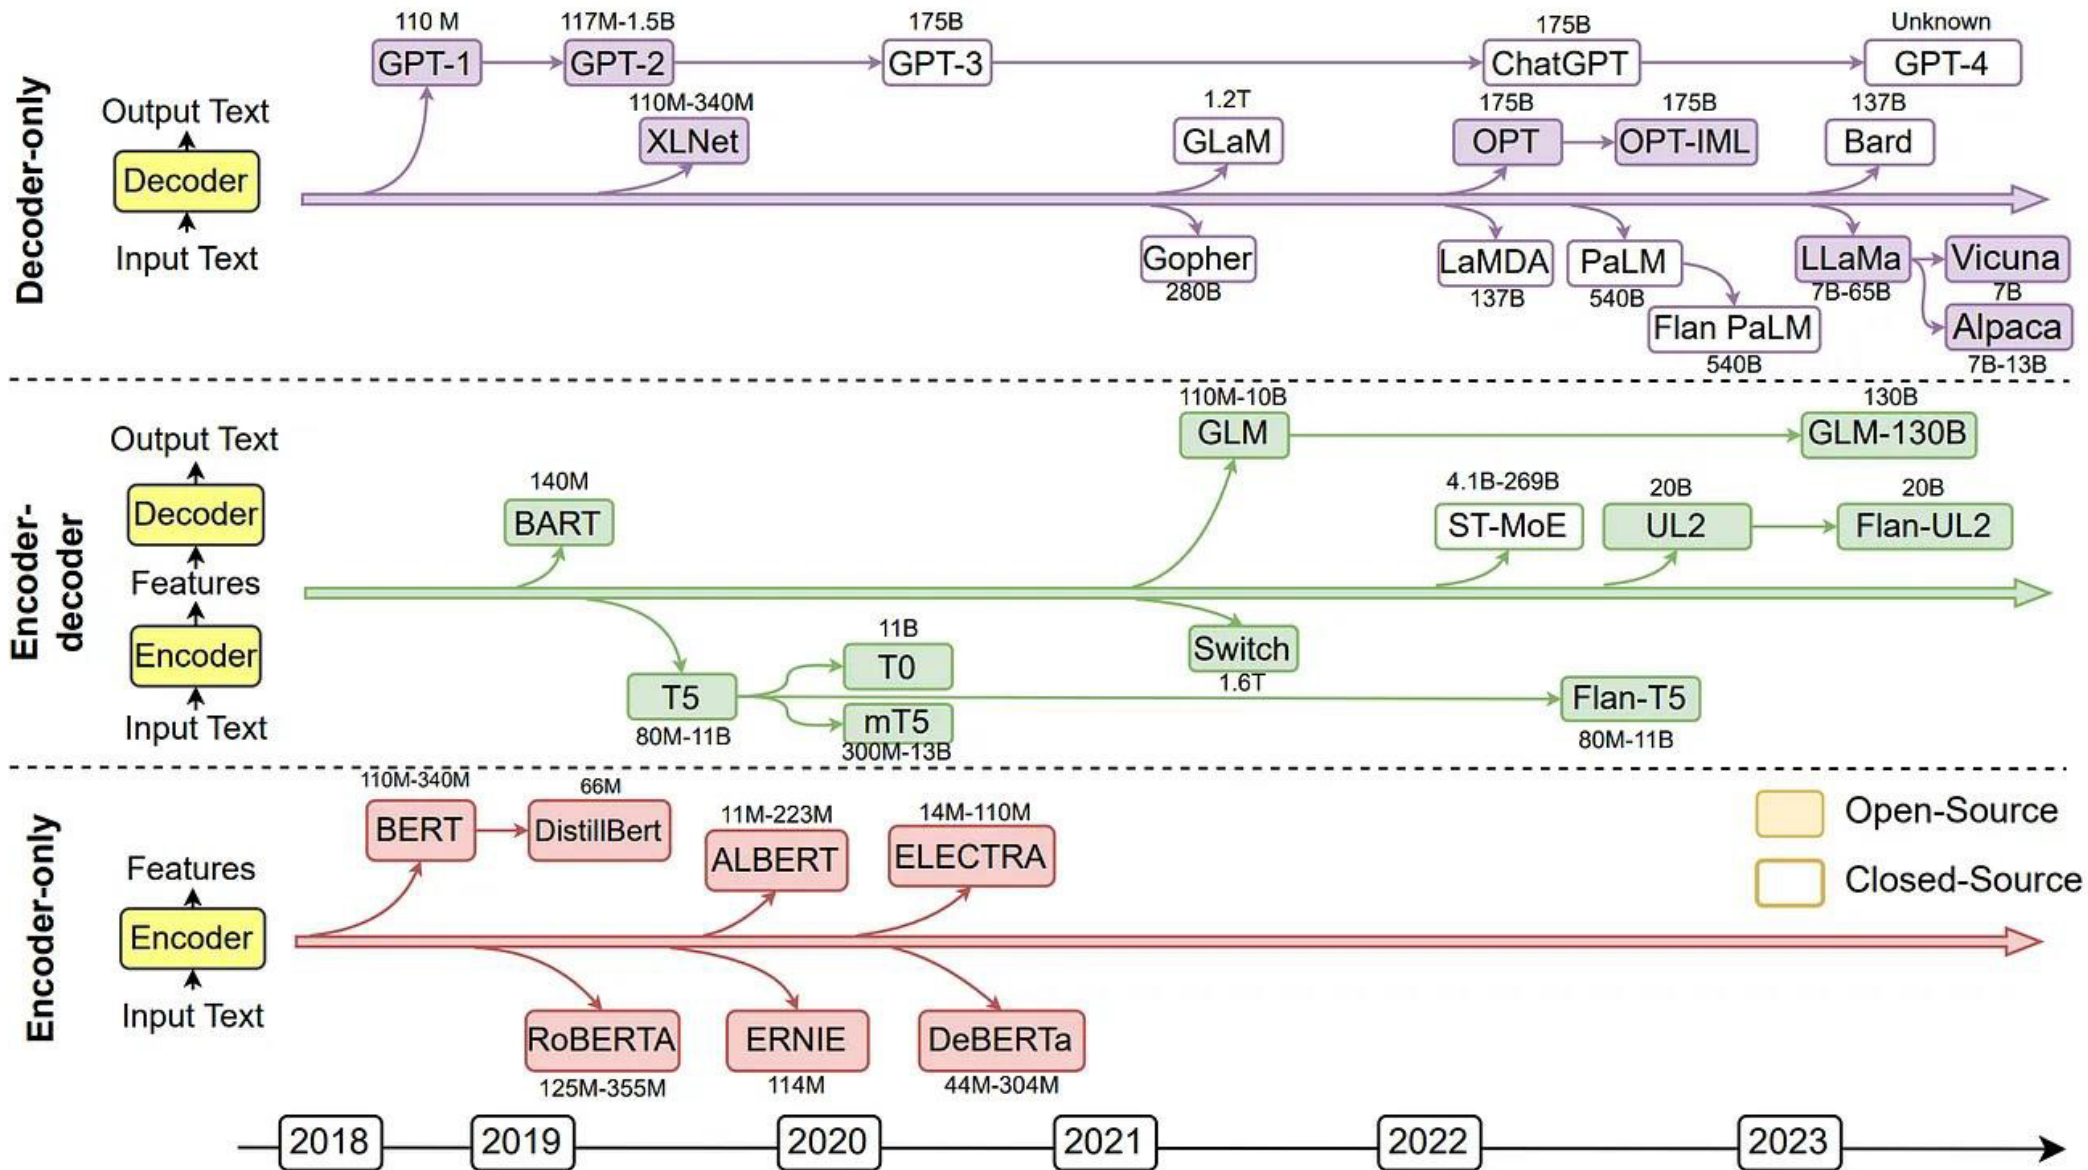 Decoder-only
Output Text
Decoder
Input Text
110 M
GPT-1
117M-1.5B
GPT-2
175B
GPT-3
175B
ChatGPT
Unknown
GPT-4
110M-340M
XLNet
1.2T
GLaM
175B
OPT
175B
OPT-IML
137B
Bard
Gopher
280B
LaMDA
137B
PaLM
540B
Flan PaLM
540B
LLaMa
7B-65B
Vicuna
7B
Alpaca
7B-13B
Encoder-
decoder
Output Text
Decoder
Features
Encoder
Input Text
110M-10B
GLM
130B
GLM-130B
140M
BART
4.1B-269B
ST-MoE
20B
UL2
20B
Flan-UL2
T5
80M-11B
11B
T0
mT5
300M-13B
Switch
1.6T
Flan-T5
80M-11B
Encoder-only
Features
Encoder
Input Text
110M-340M
BERT
66M
DistillBert
11M-223M
ALBERT
14M-110M
ELECTRA
RoBERTA
125M-355M
ERNIE
114M
DeBERTa
44M-304M
Open-Source
Closed-Source
2018
2019
2020
2021
2022
2023